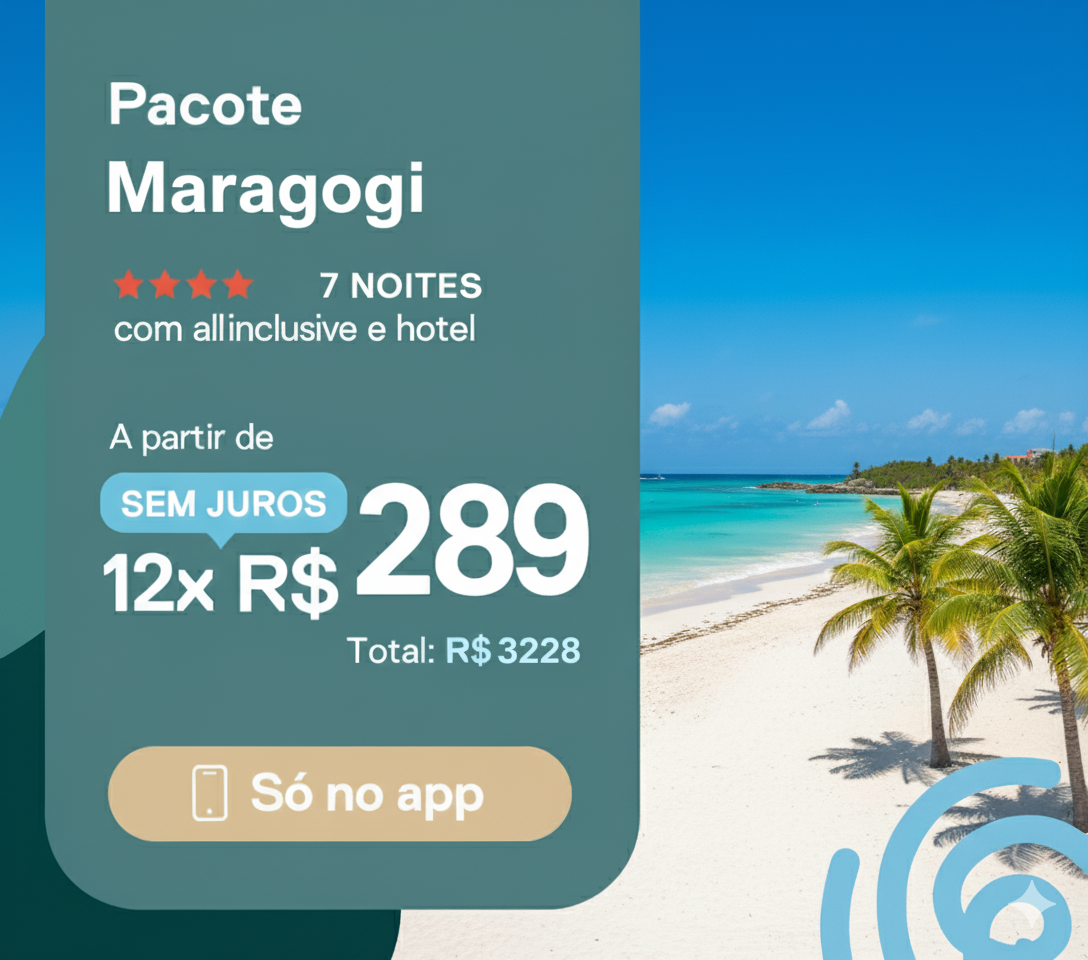 Pacote
Maragogi
7 NOITES
com allinclusive e hotel
A partir de
SEM JUROS
12x R$ 289
Total: R$ 3228
Só no app